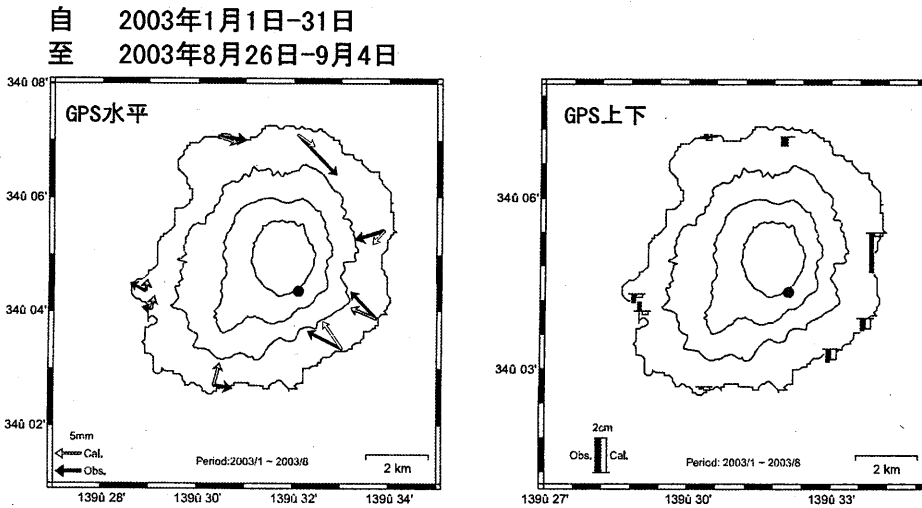 自 2003年1月1日-31日
至 2003年8月26日-9月4日
GPS水平
34û 08'
34û 06'
34û 04'
34û 02'
5mm
Cal.
Obs.
Period:2003/1 ~ 2003/8
2 km
139û 28'
139û 30'
139û 32'
139û 34'
GPS上下
34û 06'
34û 03'
2cm
Obs. Cal.
Period:2003/1 ~ 2003/8
2 km
139û 27'
139û 30'
139û 33'